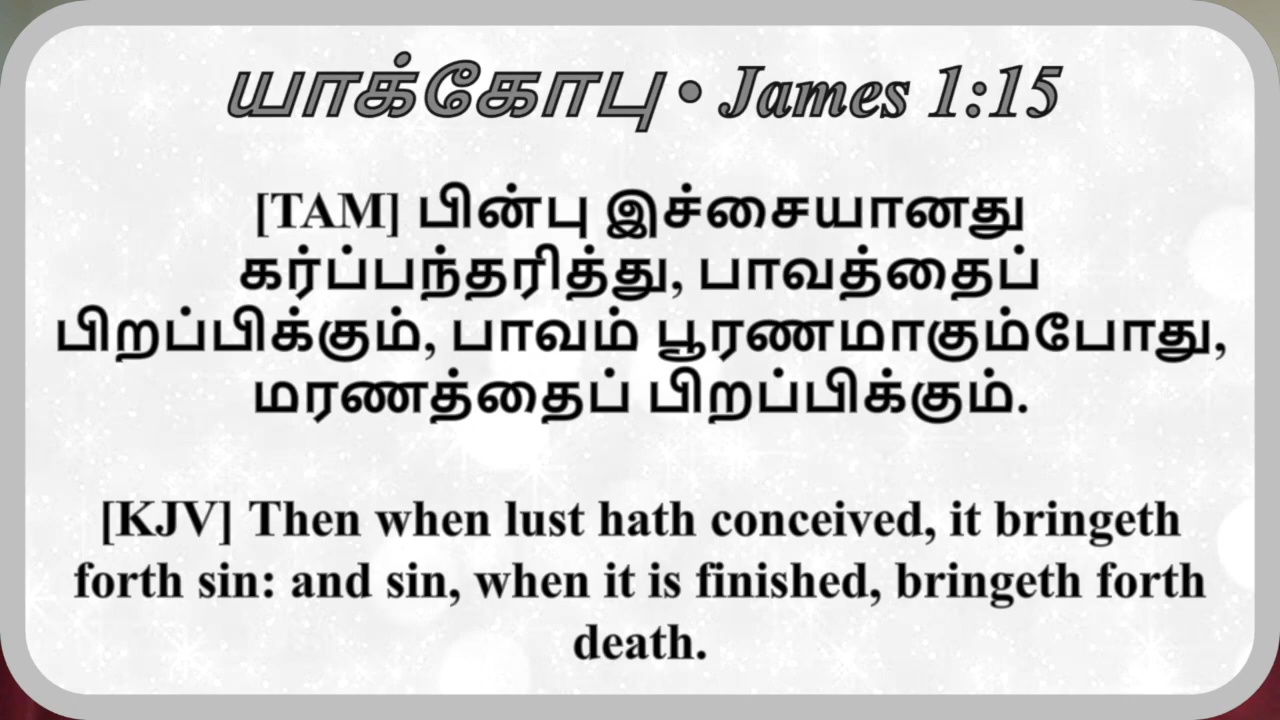 யாக்கோபு • James 1:15
[TAM] பின்பு இச்சையானது
கர்ப்பந்தரித்து, பாவத்தைப்
பிறப்பிக்கும், பாவம் பூரணமாகும்போது,
மரணத்தைப் பிறப்பிக்கும்.
[KJV] Then when lust hath conceived, it bringeth
forth sin: and sin, when it is finished, bringeth forth
death.